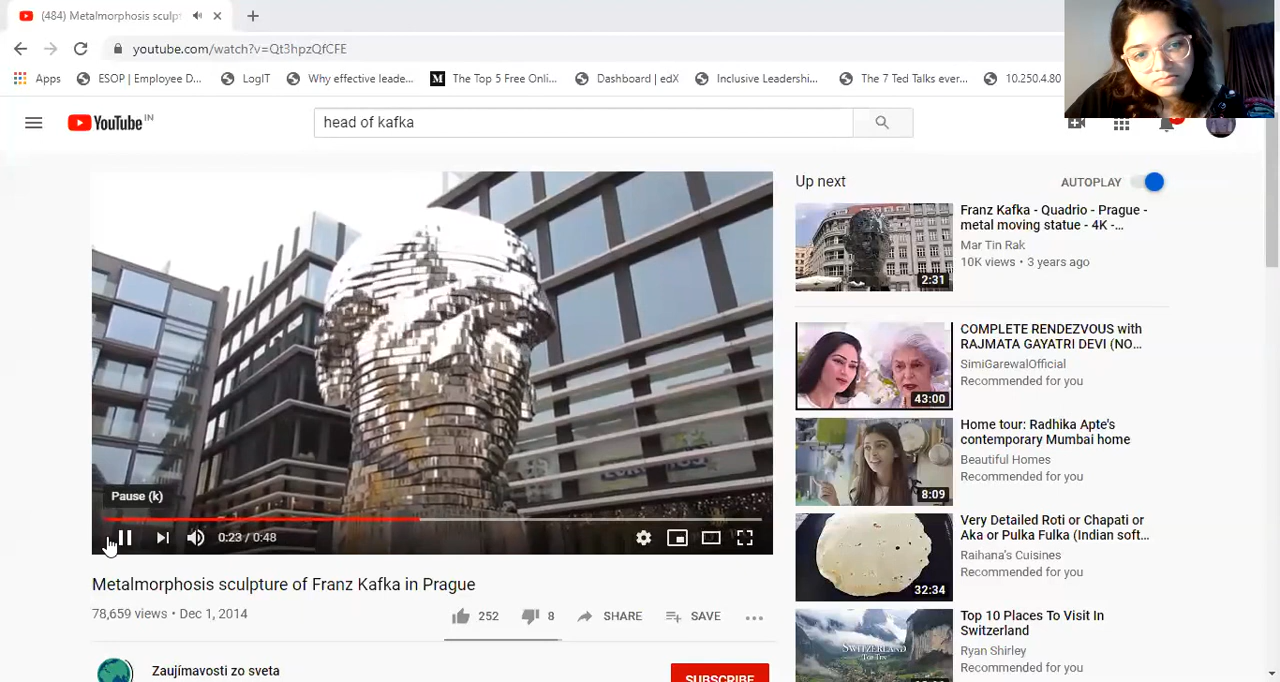 (484) Metalmorphosis sculpt
youtube.com/watch?v=Qt3hpzQfCFE
Apps ESOP | Employee D... LogIT Why effective leade... M The Top 5 Free Onli... Dashboard | edX Inclusive Leadershi... The 7 Ted Talks ever... 10.250.4.80
YouTube IN
head of kafka
Up next
AUTOPLAY
Franz Kafka - Quadrio - Prague -
metal moving statue - 4K -...
Mar Tin Rak
10K views • 3 years ago
2:31
COMPLETE RENDEZVOUS with
RAJMATA GAYATRI DEVI (NO...
SimiGarewalOfficial
Recommended for you
43:00
Home tour: Radhika Apte's
contemporary Mumbai home
Beautiful Homes
Recommended for you
8:09
Very Detailed Roti or Chapati or
Aka or Pulka Fulka (Indian soft...
Raihana's Cuisines
Recommended for you
32:34
Top 10 Places To Visit In
Switzerland
Ryan Shirley
Recommended for you
SWITZERLAND
Pause (k)
0:23 / 0:48
Metalmorphosis sculpture of Franz Kafka in Prague
78,659 views • Dec 1, 2014
252 8 SHARE SAVE
Zaujímavosti zo sveta
SUBSCRIBE